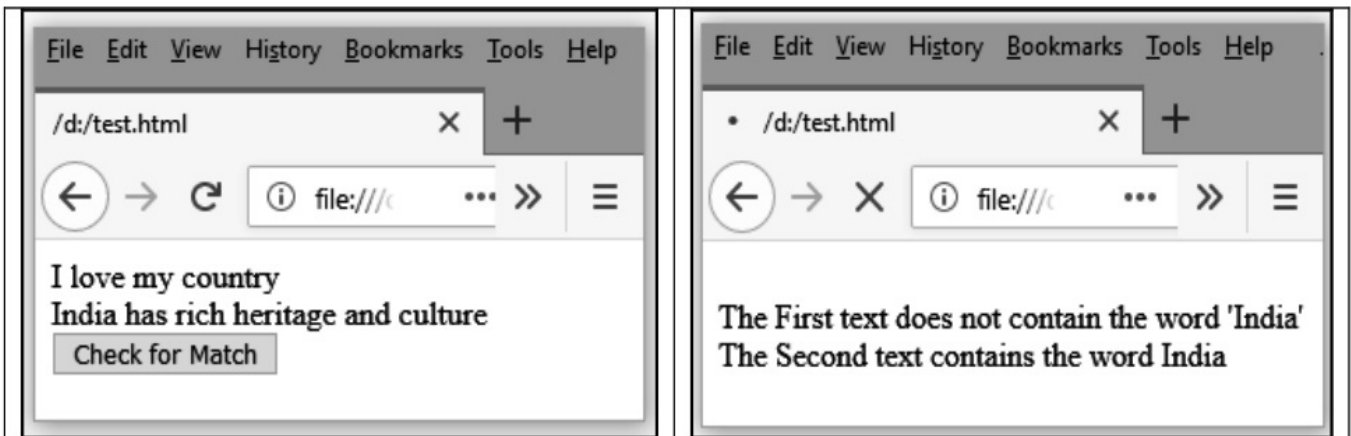 File Edit View History Bookmarks Tools Help
/d:/test.html
file:///
I love my country
India has rich heritage and culture
Check for Match
File Edit View History Bookmarks Tools Help
/d:/test.html
file:///
The First text does not contain the word 'India'
The Second text contains the word India